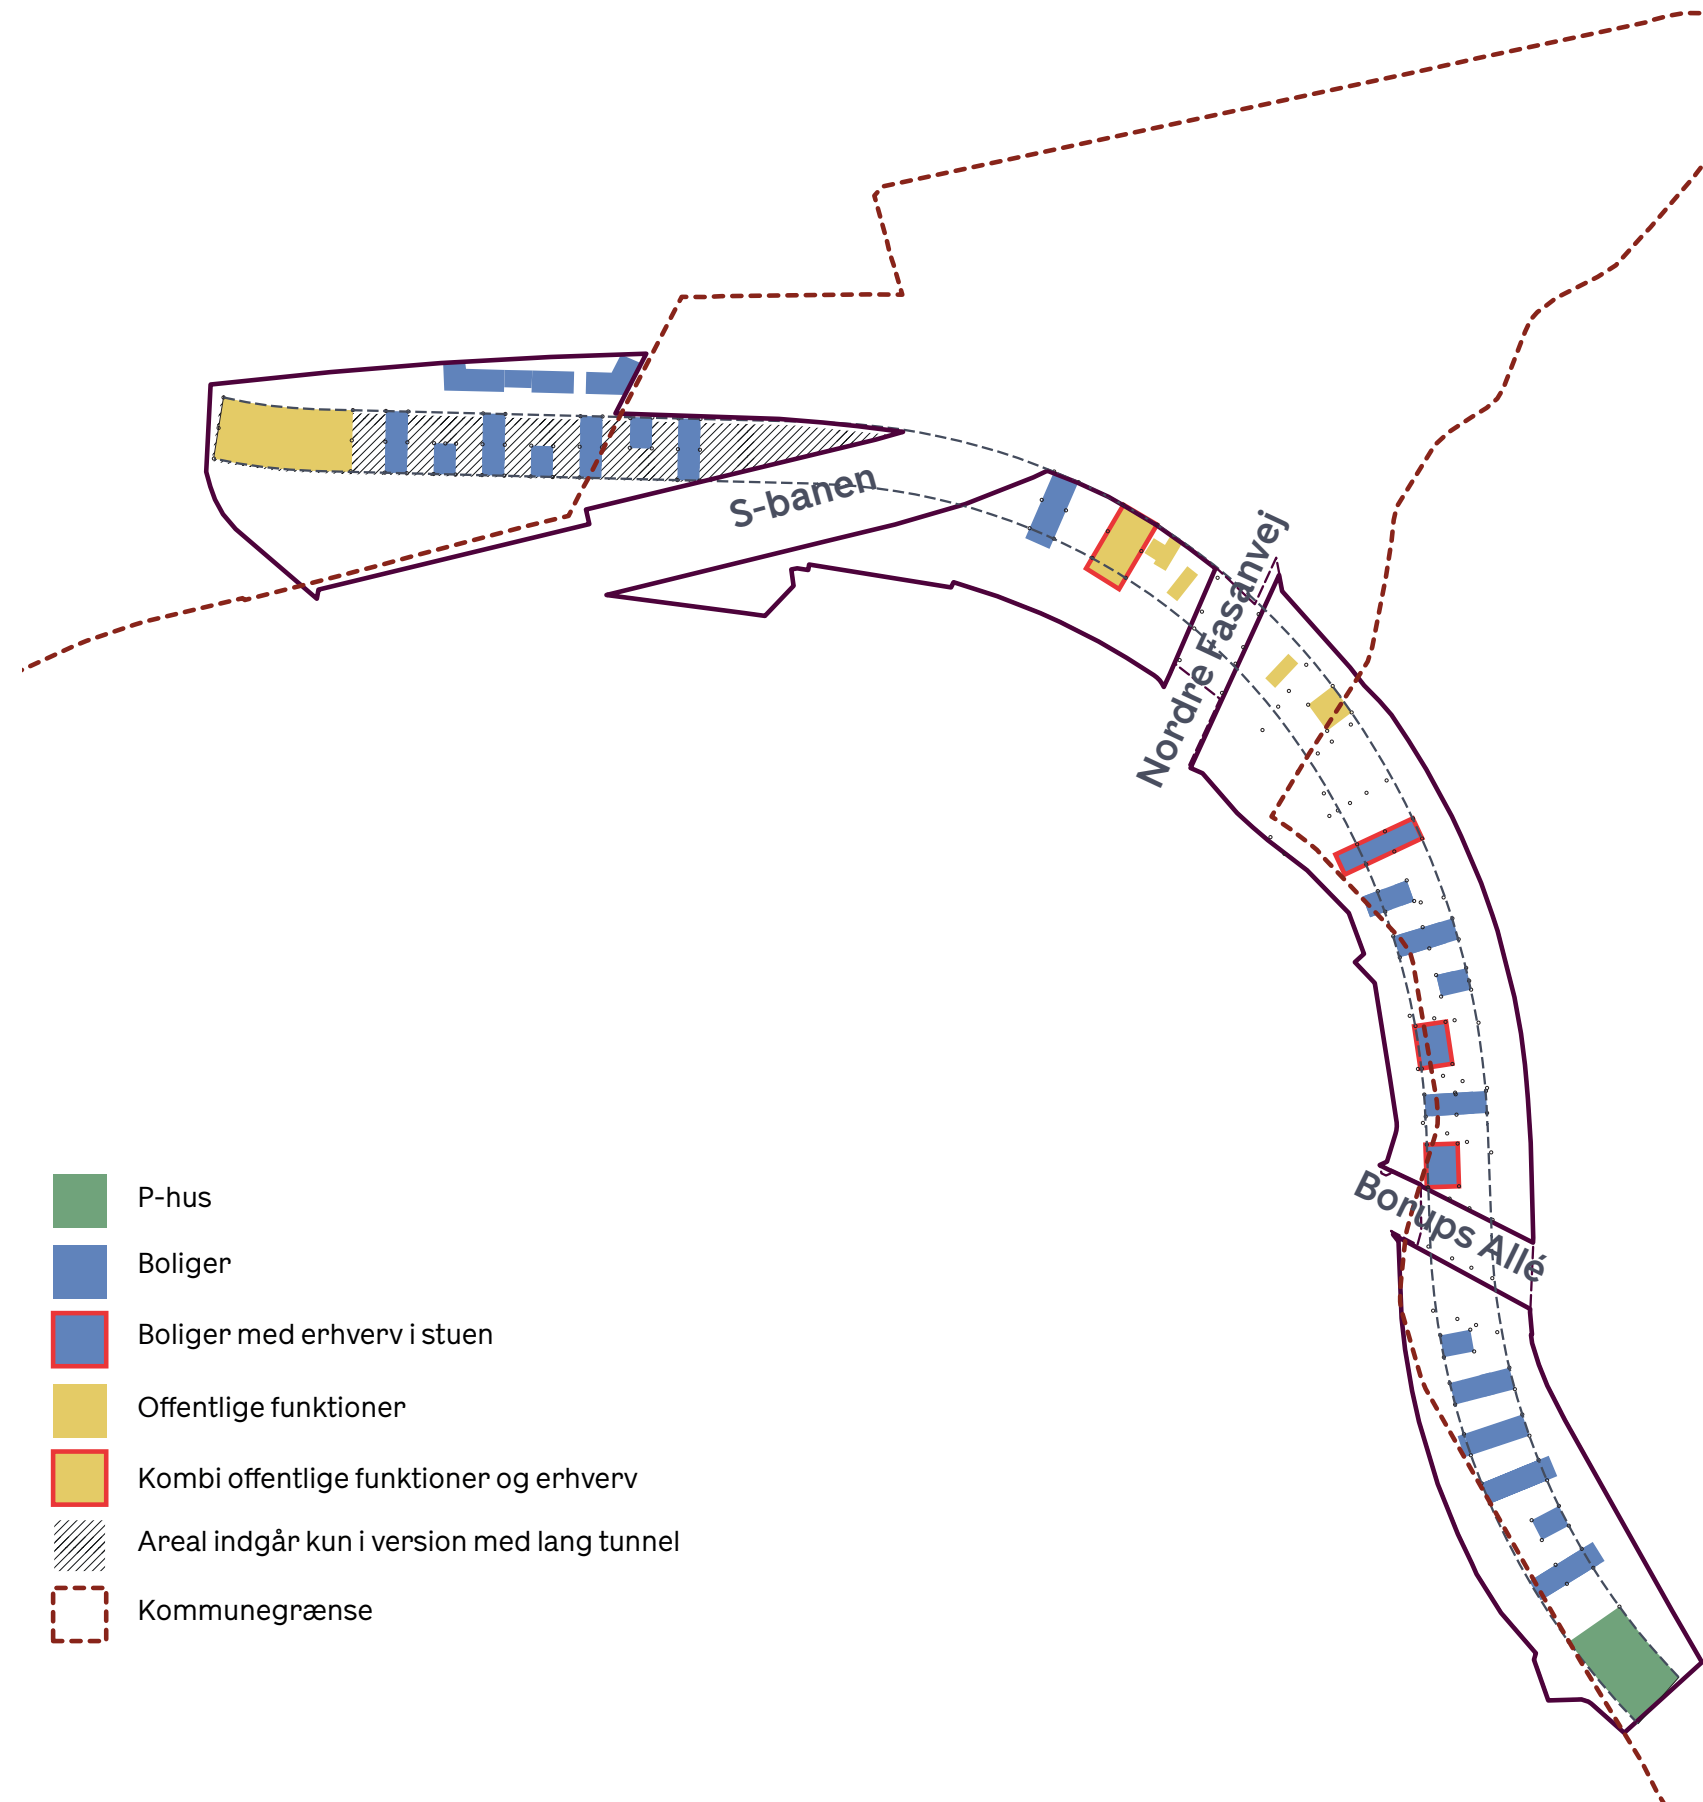 S-banen
Nordre Fasanvej
Borups Allé
P-hus
Boliger
Boliger med erhverv i stuen
Offentlige funktioner
Kombi offentlige funktioner og erhverv
Areal indgår kun i version med lang tunnel
Kommunegrænse